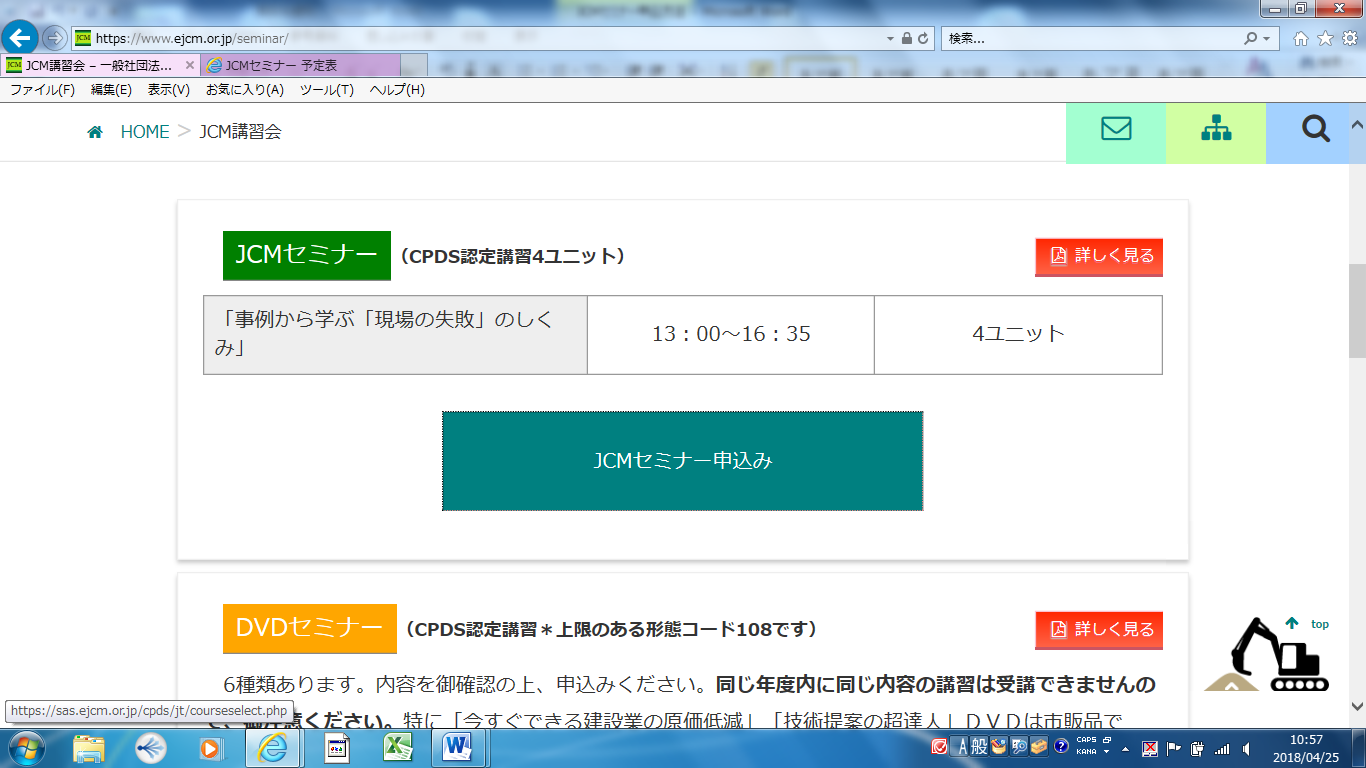 https://www.ejcm.or.jp/seminar/
検索...
JCM JCM講習会 – 一般社団法...
JCMセミナー 予定表
ファイル(F) 編集(E) 表示(V) お気に入り(A) ツール(T) ヘルプ(H)
HOME > JCM講習会
JCMセミナー (CPDS認定講習4ユニット)
詳しく見る
「事例から学ぶ「現場の失敗」のしく
み」
13：00～16：35
4ユニット
JCMセミナー申込み
DVDセミナー (CPDS認定講習＊上限のある形態コード108です)
詳しく見る
top
6種類あります。内容を御確認の上、申込みください。同じ年度内に同じ内容の講習は受講できませんの
意ください。特に「今すぐできる建設業の原価低減」「技術提案の超達人」ＤＶＤは市販品で
https://sas.ejcm.or.jp/cpds/jt/courseselect.php
A 般
CAPS
KANA
10:57
2018/04/25